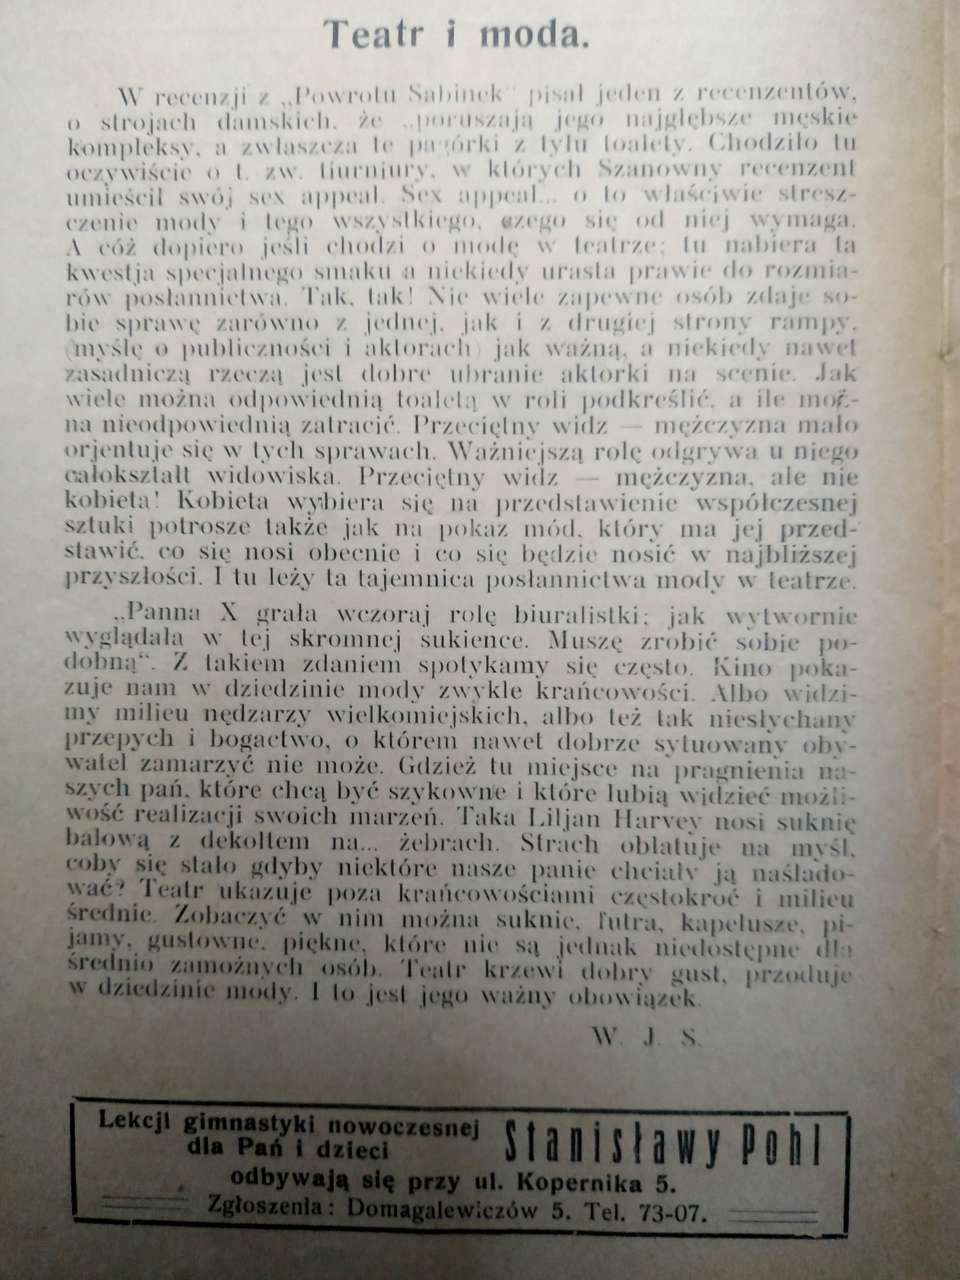 Teatr i moda.
W recenzji z „Powrotu Sabinek" pisał jeden z recenzentów,
o strojach damskich, że „poruszają jego najgłębsze męskie
kompleksy, a zwłaszcza te pagórki z tyłu toalety. Chodziło tu
oczywiście o t. zw. tiurniury, w których Szanowny recenzent
umieścił swój sex appeal. Sex appeal... o to właściwie stresz-
czenie mody i tego wszystkiego, czego się od niej wymaga.
A cóż dopiero jeśli chodzi o modę w teatrze; tu nabiera ta
kwestja specjalnego smaku a niekiedy urasta prawie do rozmia-
rów posłannictwa. Tak, tak! Nie wiele zapewne osób zdaje so-
bie sprawę zarówno z jednej, jak i z drugiej strony rampy,
(myślę o publiczności i aktorach) jak ważną, a niekiedy nawet
zasadniczą rzeczą jest dobre ubranie aktorki na scenie. Jak
wiele można odpowiednią toaletą w roli podkreślić, a ile moż-
na nieodpowiednią zatracić. Przeciętny widz — mężczyzna mało
orjentuje się w tych sprawach. Ważniejszą rolę odgrywa u niego
całokształt widowiska. Przeciętny widz — mężczyzna, ale nie
kobieta! Kobieta wybiera się na przedstawienie współczesnej
sztuki potrosze także jak na pokaz mód, który ma jej przed-
stawić, co się nosi obecnie i co się będzie nosić w najbliższej
przyszłości. I tu leży ta tajemnica posłannictwa mody w teatrze.
„Panna X grała wczoraj rolę biuralistki; jak wytwornie
wyglądała w tej skromnej sukience. Muszę zrobić sobie po-
dobną“. Z takiem zdaniem spotykamy się często. Kino poka-
zuje nam w dziedzinie mody zwykle krańcowości. Albo widzi-
my milieu nędzarzy wielkomiejskich, albo też tak niesłychany
przepych i bogactwo, o którem nawet dobrze sytuowany oby-
watel zamarzyć nie może. Gdzież tu miejsce na pragnienia na-
szych pań, które chcą być szykowne i które lubią widzieć możli-
wość realizacji swoich marzeń. Taka Liljan Harvey nosi suknię
balową z dekoltem na... żebrach. Strach oblatuje na myśl,
coby się stało gdyby niektóre nasze panie chciały ją naślado-
wać? Teatr ukazuje poza krańcowościami częstokroć i milieu
średnie. Zobaczyć w nim można suknie, futra, kapelusze, pi-
jamy, gustowne, piękne, które nie są jednak niedostępne dla
średnio zamożnych osób. Teatr krzewi dobry gust, przoduje
w dziedzinie mody. I to jest jego ważny obowiązek.
W. J. S.
Lekcji gimnastyki nowoczesnej
dla Pań i dzieci
Stanisławy Pohl
odbywają się przy ul. Kopernika 5.
Zgłoszenia: Domagalewiczów 5. Tel. 73-07.